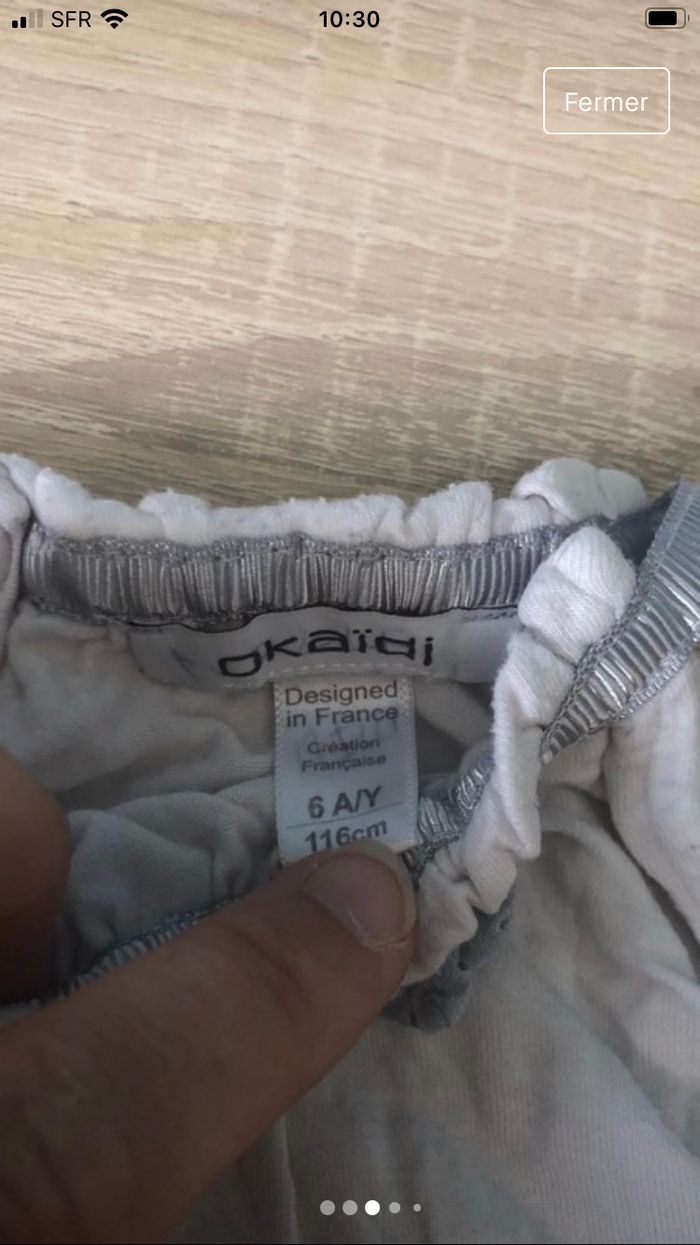 SFR
10:30
Fermer
okaïdi
Designed
in France
Création
Française
6 A/Y
116cm